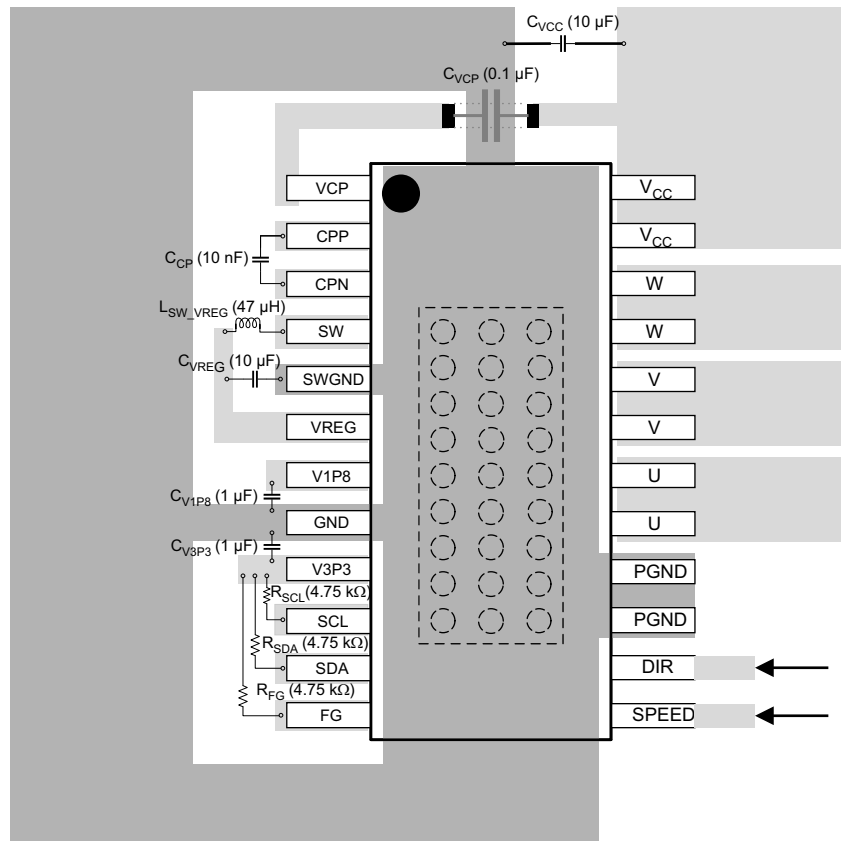 C_VCC (10 µF)
C_VCP (0.1 µF)
VCP
V_CC
CPP
V_CC
C_CP (10 nF)
CPN
W
L_SW_VREG (47 µH)
SW
W
C_VREG (10 µF)
SWGND
V
VREG
V
V1P8
U
C_V1P8 (1 µF)
GND
U
C_V3P3 (1 µF)
V3P3
PGND
R_SCL (4.75 kΩ)
SCL
PGND
R_SDA (4.75 kΩ)
SDA
DIR
R_FG (4.75 kΩ)
FG
SPEED